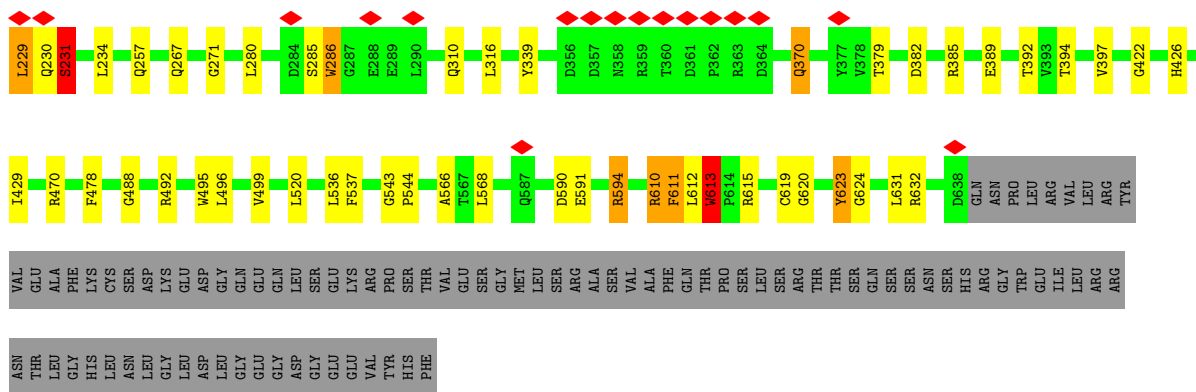 L229 Q230 S231 L234 Q257 Q267 G271 L280 D284 S285 W286 G287 E288 E289 L290 Q310 L316 Y339 D356 D357 N358 R359 T360 D361 P362 R363 D364 Q370 Y377 V378 T379 D382 R385 E389 T392 V393 T394 V397 G422 H426
I429 R470 F478 G488 R492 W495 L496 V499 L520 L536 F537 G543 P544 A566 T567 L568 Q587 D590 E591 R594 R610 F611 L612 W613 P614 R615 C619 G620 Y623 G624 L631 R632 D638 GLN ASN PRO LEU ARG VAL LEU ARG TYR
VAL GLU ALA PHE LYS CYS SER ASP LYS GLU ASP GLY GLN GLU GLN LEU SER GLU LYS ARG PRO SER THR VAL GLU SER GLY MET LEU SER ARG ALA SER VAL ALA PHE GLN THR PRO SER LEU SER ARG THR THR SER GLN SER SER ASN SER HIS ARG GLY TRP GLU ILE LEU ARG ARG
ASN THR LEU GLY HIS LEU ASN LEU GLY LEU ASP LEU GLY GLU GLY ASP GLY GLU GLU VAL TYR HIS PHE